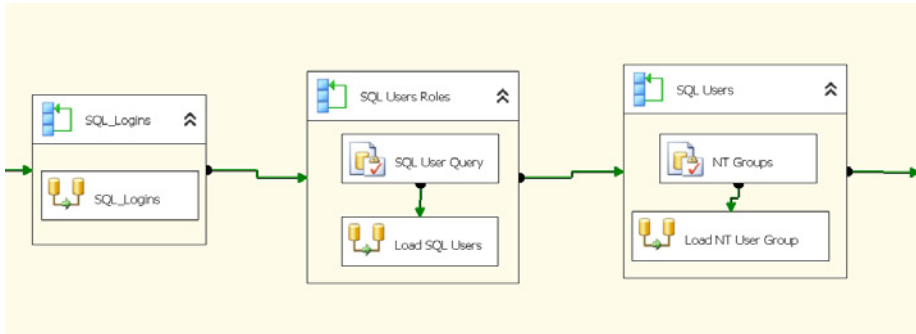 SQL_Logins
SQL_Logins
SQL Users Roles
SQL User Query
Load SQL Users
SQL Users
NT Groups
Load NT User Group